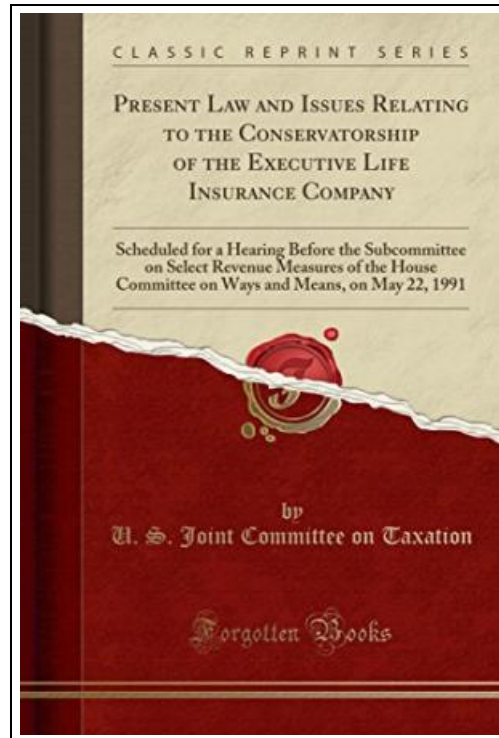 CLASSIC REPRINT SERIES
PRESENT LAW AND ISSUES RELATING
TO THE CONSERVATORSHIP
OF THE EXECUTIVE LIFE
INSURANCE COMPANY
Scheduled for a Hearing Before the Subcommittee
on Select Revenue Measures of the House
Committee on Ways and Means, on May 22, 1991
by
U. S. Joint Committee on Taxation
Forgotten Books